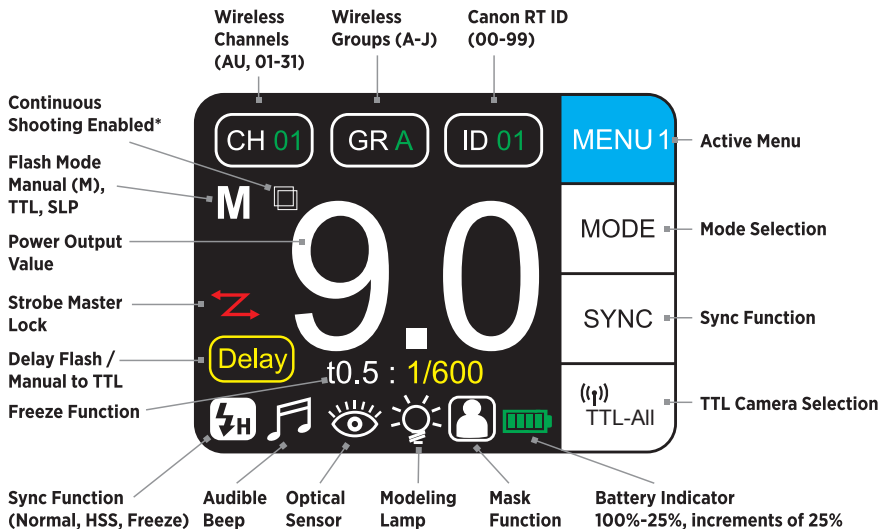 Wireless
Channels
(AU, 01-31)
Wireless
Groups (A-J)
Canon RT ID
(00-99)
Continuous
Shooting Enabled*
Flash Mode
Manual (M),
TTL, SLP
Power Output
Value
Strobe Master
Lock
Delay Flash /
Manual to TTL
Freeze Function
CH 01
GR A
ID 01
M
9.0
Delay
t0.5 : 1/600
H
MENU 1
MODE
SYNC
TTL-All
Active Menu
Mode Selection
Sync Function
TTL Camera Selection
Sync Function
(Normal, HSS, Freeze)
Audible
Beep
Optical
Sensor
Modeling
Lamp
Mask
Function
Battery Indicator
100%-25%, increments of 25%